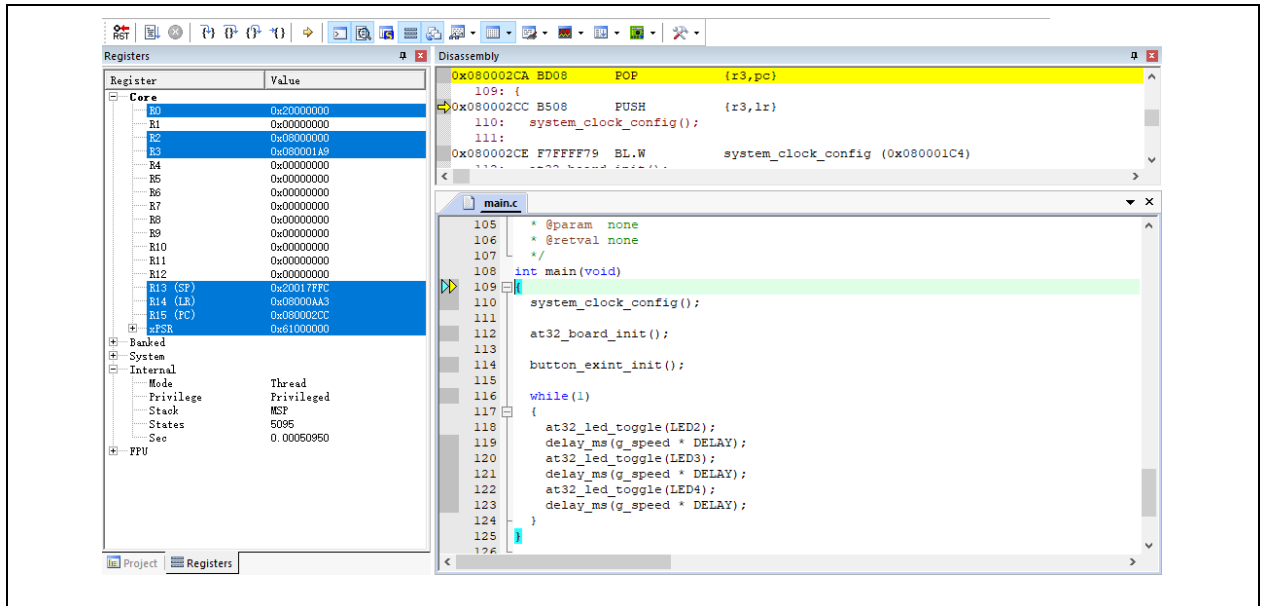 RST
Registers
Register Value
Core
R0 0x20000000
R1 0x00000000
R2 0x08000000
R3 0x080001A9
R4 0x00000000
R5 0x00000000
R6 0x00000000
R7 0x00000000
R8 0x00000000
R9 0x00000000
R10 0x00000000
R11 0x00000000
R12 0x00000000
R13 (SP) 0x20017FFC
R14 (LR) 0x08000AA3
R15 (PC) 0x080002CC
xPSR 0x61000000
Banked
System
Internal
Mode Thread
Privilege Privileged
Stack MSP
States 5095
Sec 0.00050950
FPU
Project Registers
Disassembly
0x080002CA BD08 POP {r3,pc}
109: {
0x080002CC B508 PUSH {r3,lr}
110: system_clock_config();
111:
0x080002CE F7FFFF79 BL.W system_clock_config (0x080001C4)
112: at32_board_init();
main.c
105 * @param none
106 * @retval none
107 */
108 int main(void)
109 {
110 system_clock_config();
111
112 at32_board_init();
113
114 button_exint_init();
115
116 while(1)
117 {
118 at32_led_toggle(LED2);
119 delay_ms(g_speed * DELAY);
120 at32_led_toggle(LED3);
121 delay_ms(g_speed * DELAY);
122 at32_led_toggle(LED4);
123 delay_ms(g_speed * DELAY);
124 }
125 }
126